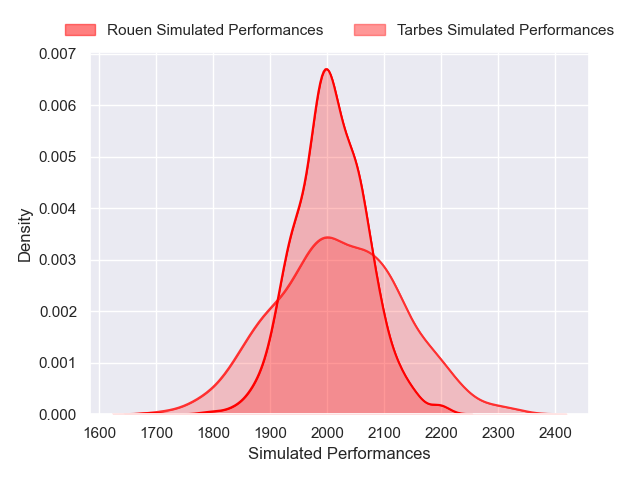 Rouen Simulated Performances
Tarbes Simulated Performances
0.007
0.006
0.005
0.004
0.003
0.002
0.001
0.000
Density
1600 1700 1800 1900 2000 2100 2200 2300 2400
Simulated Performances